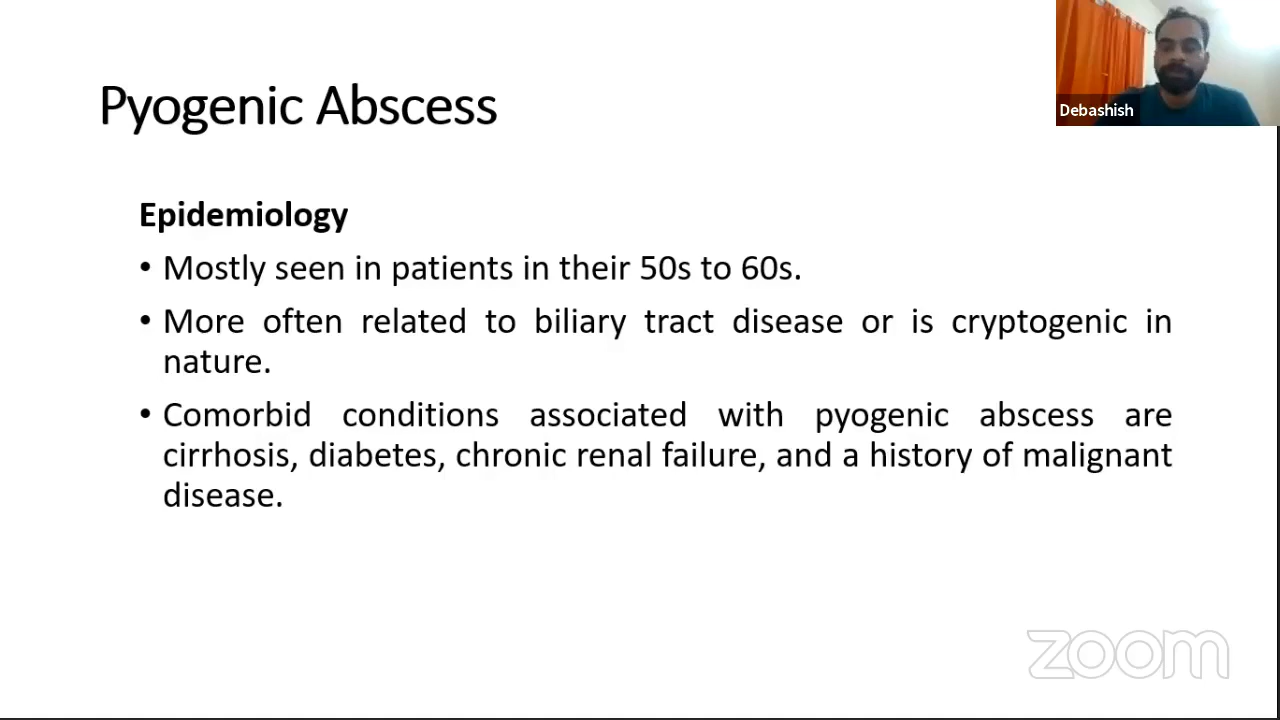 Pyogenic Abscess
Debashish
Epidemiology
• Mostly seen in patients in their 50s to 60s.
• More often related to biliary tract disease or is cryptogenic in
nature.
• Comorbid conditions associated with pyogenic abscess are
cirrhosis, diabetes, chronic renal failure, and a history of malignant
disease.
zoom